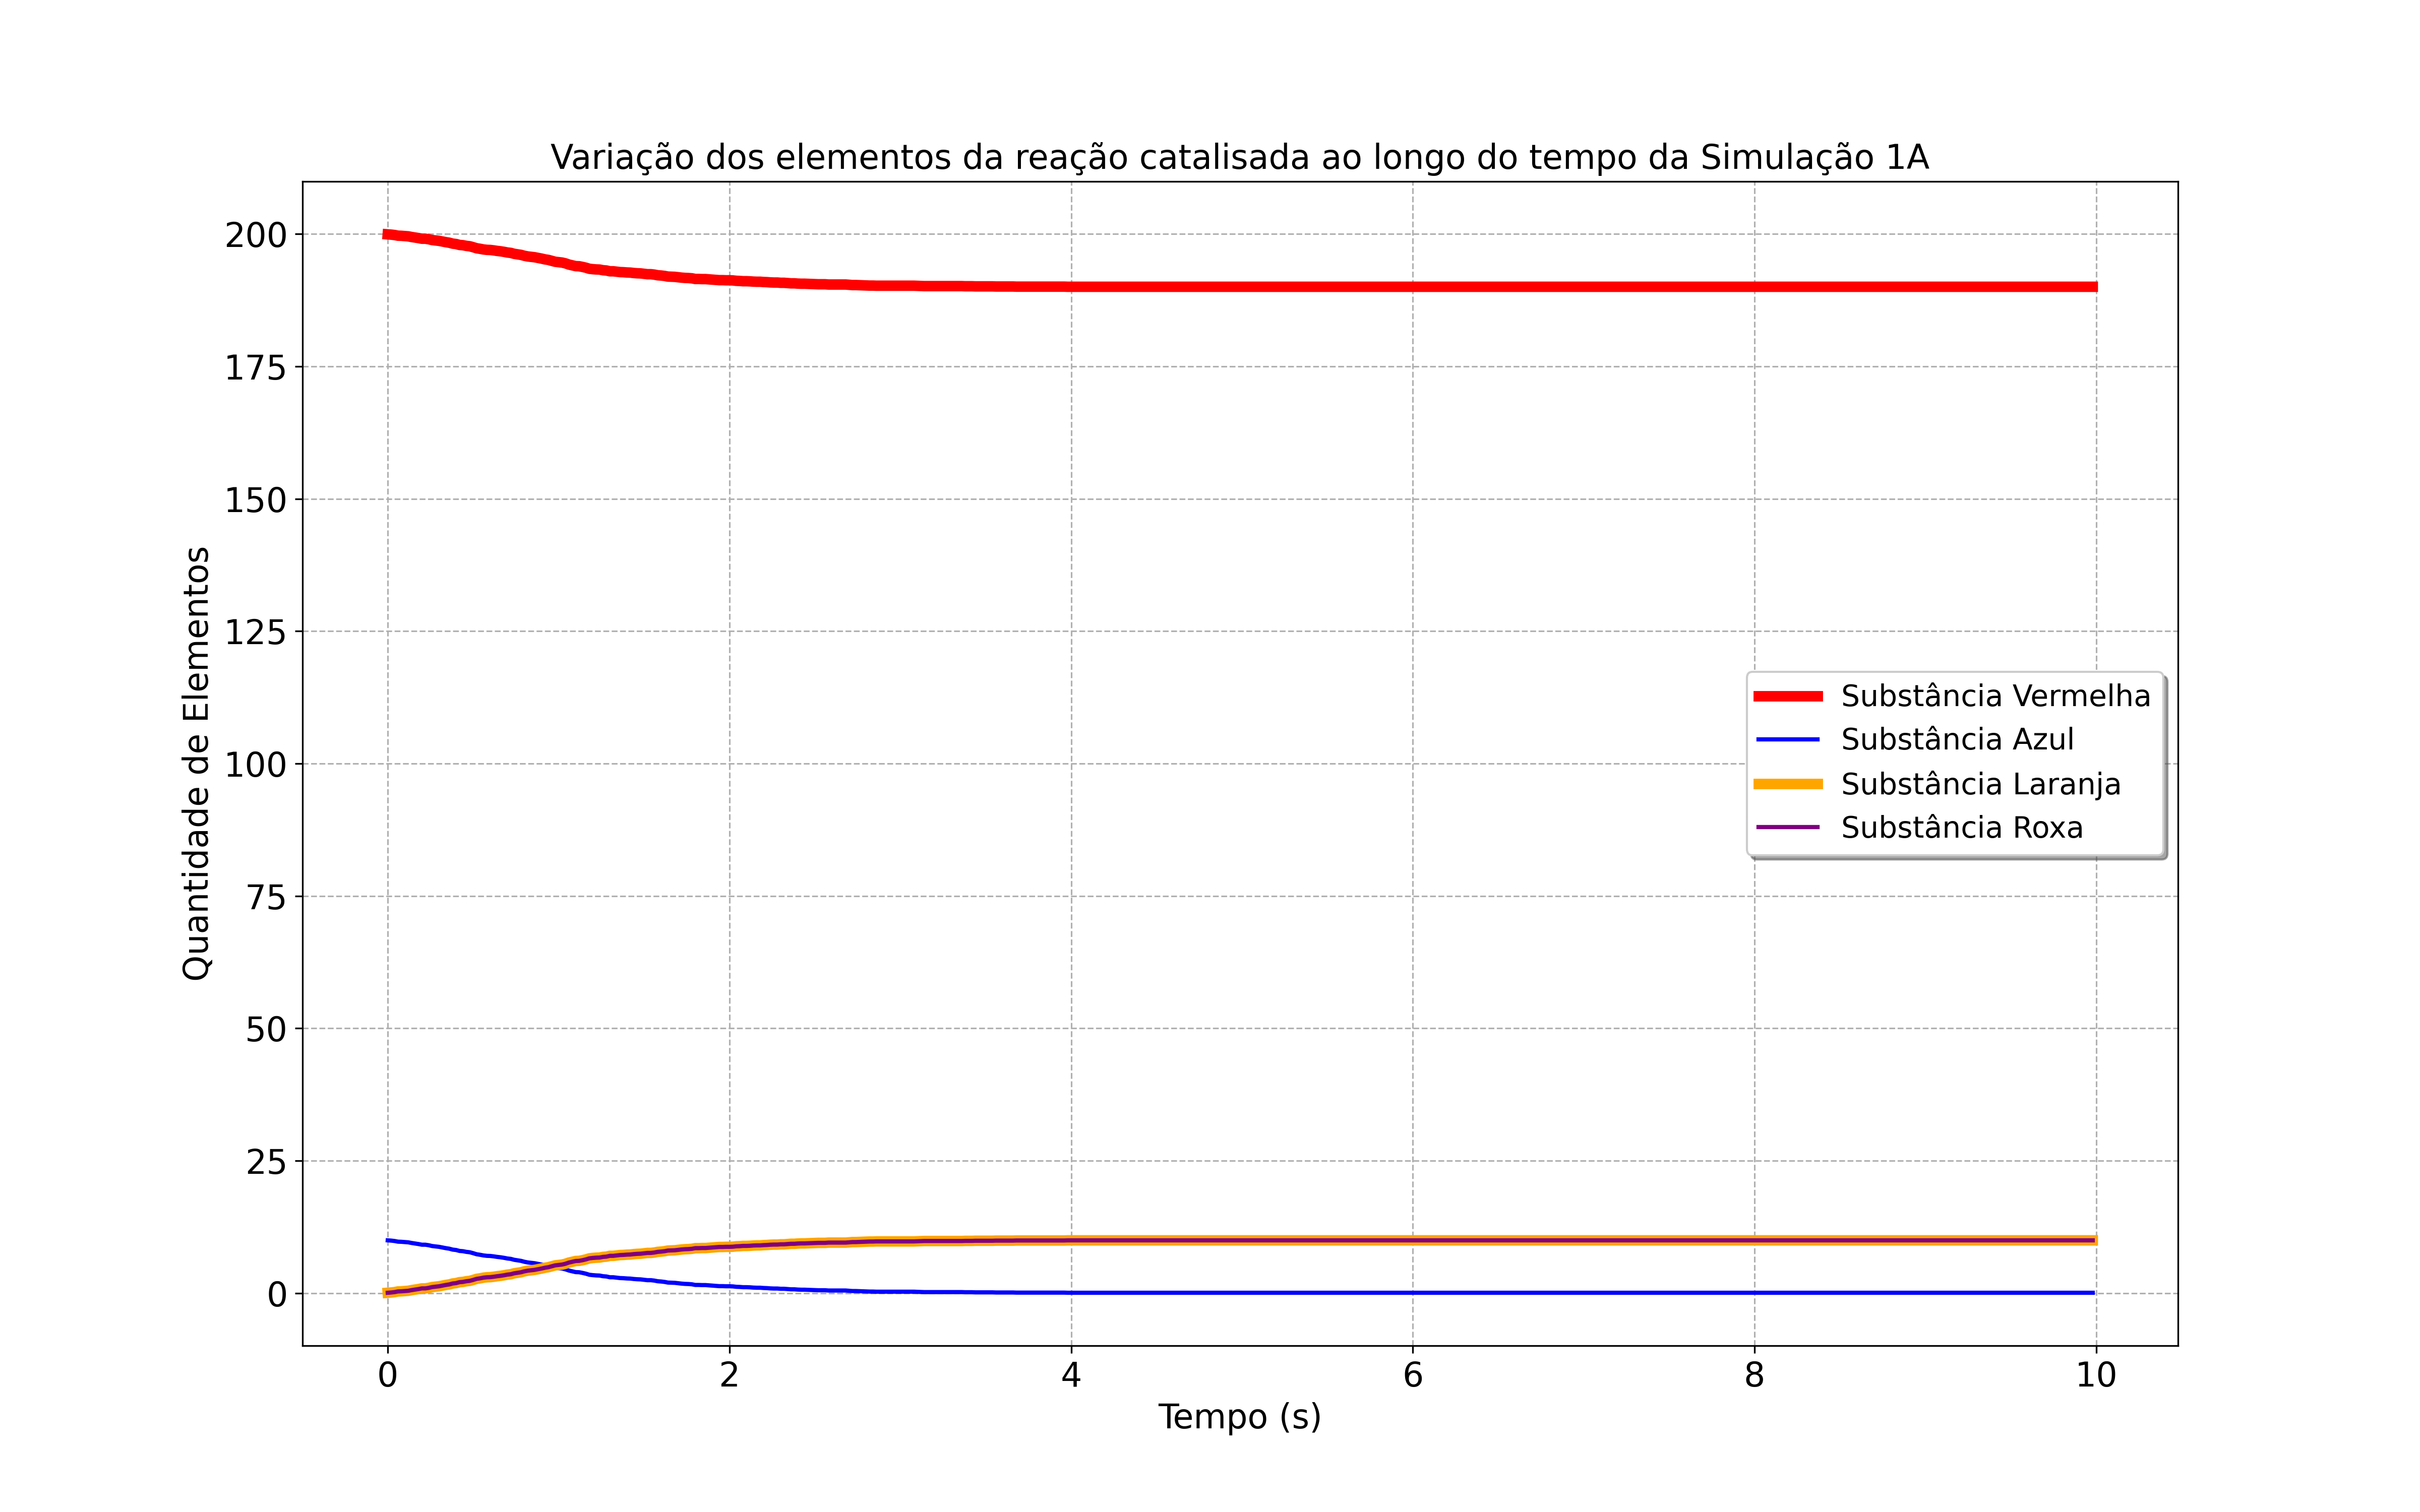 Variação dos elementos da reação catalisada ao longo do tempo da Simulação 1A
Quantidade de Elementos
200
175
150
125
100
75
50
25
0
Substância Vermelha
Substância Azul
Substância Laranja
Substância Roxa
0 2 4 6 8 10
Tempo (s)